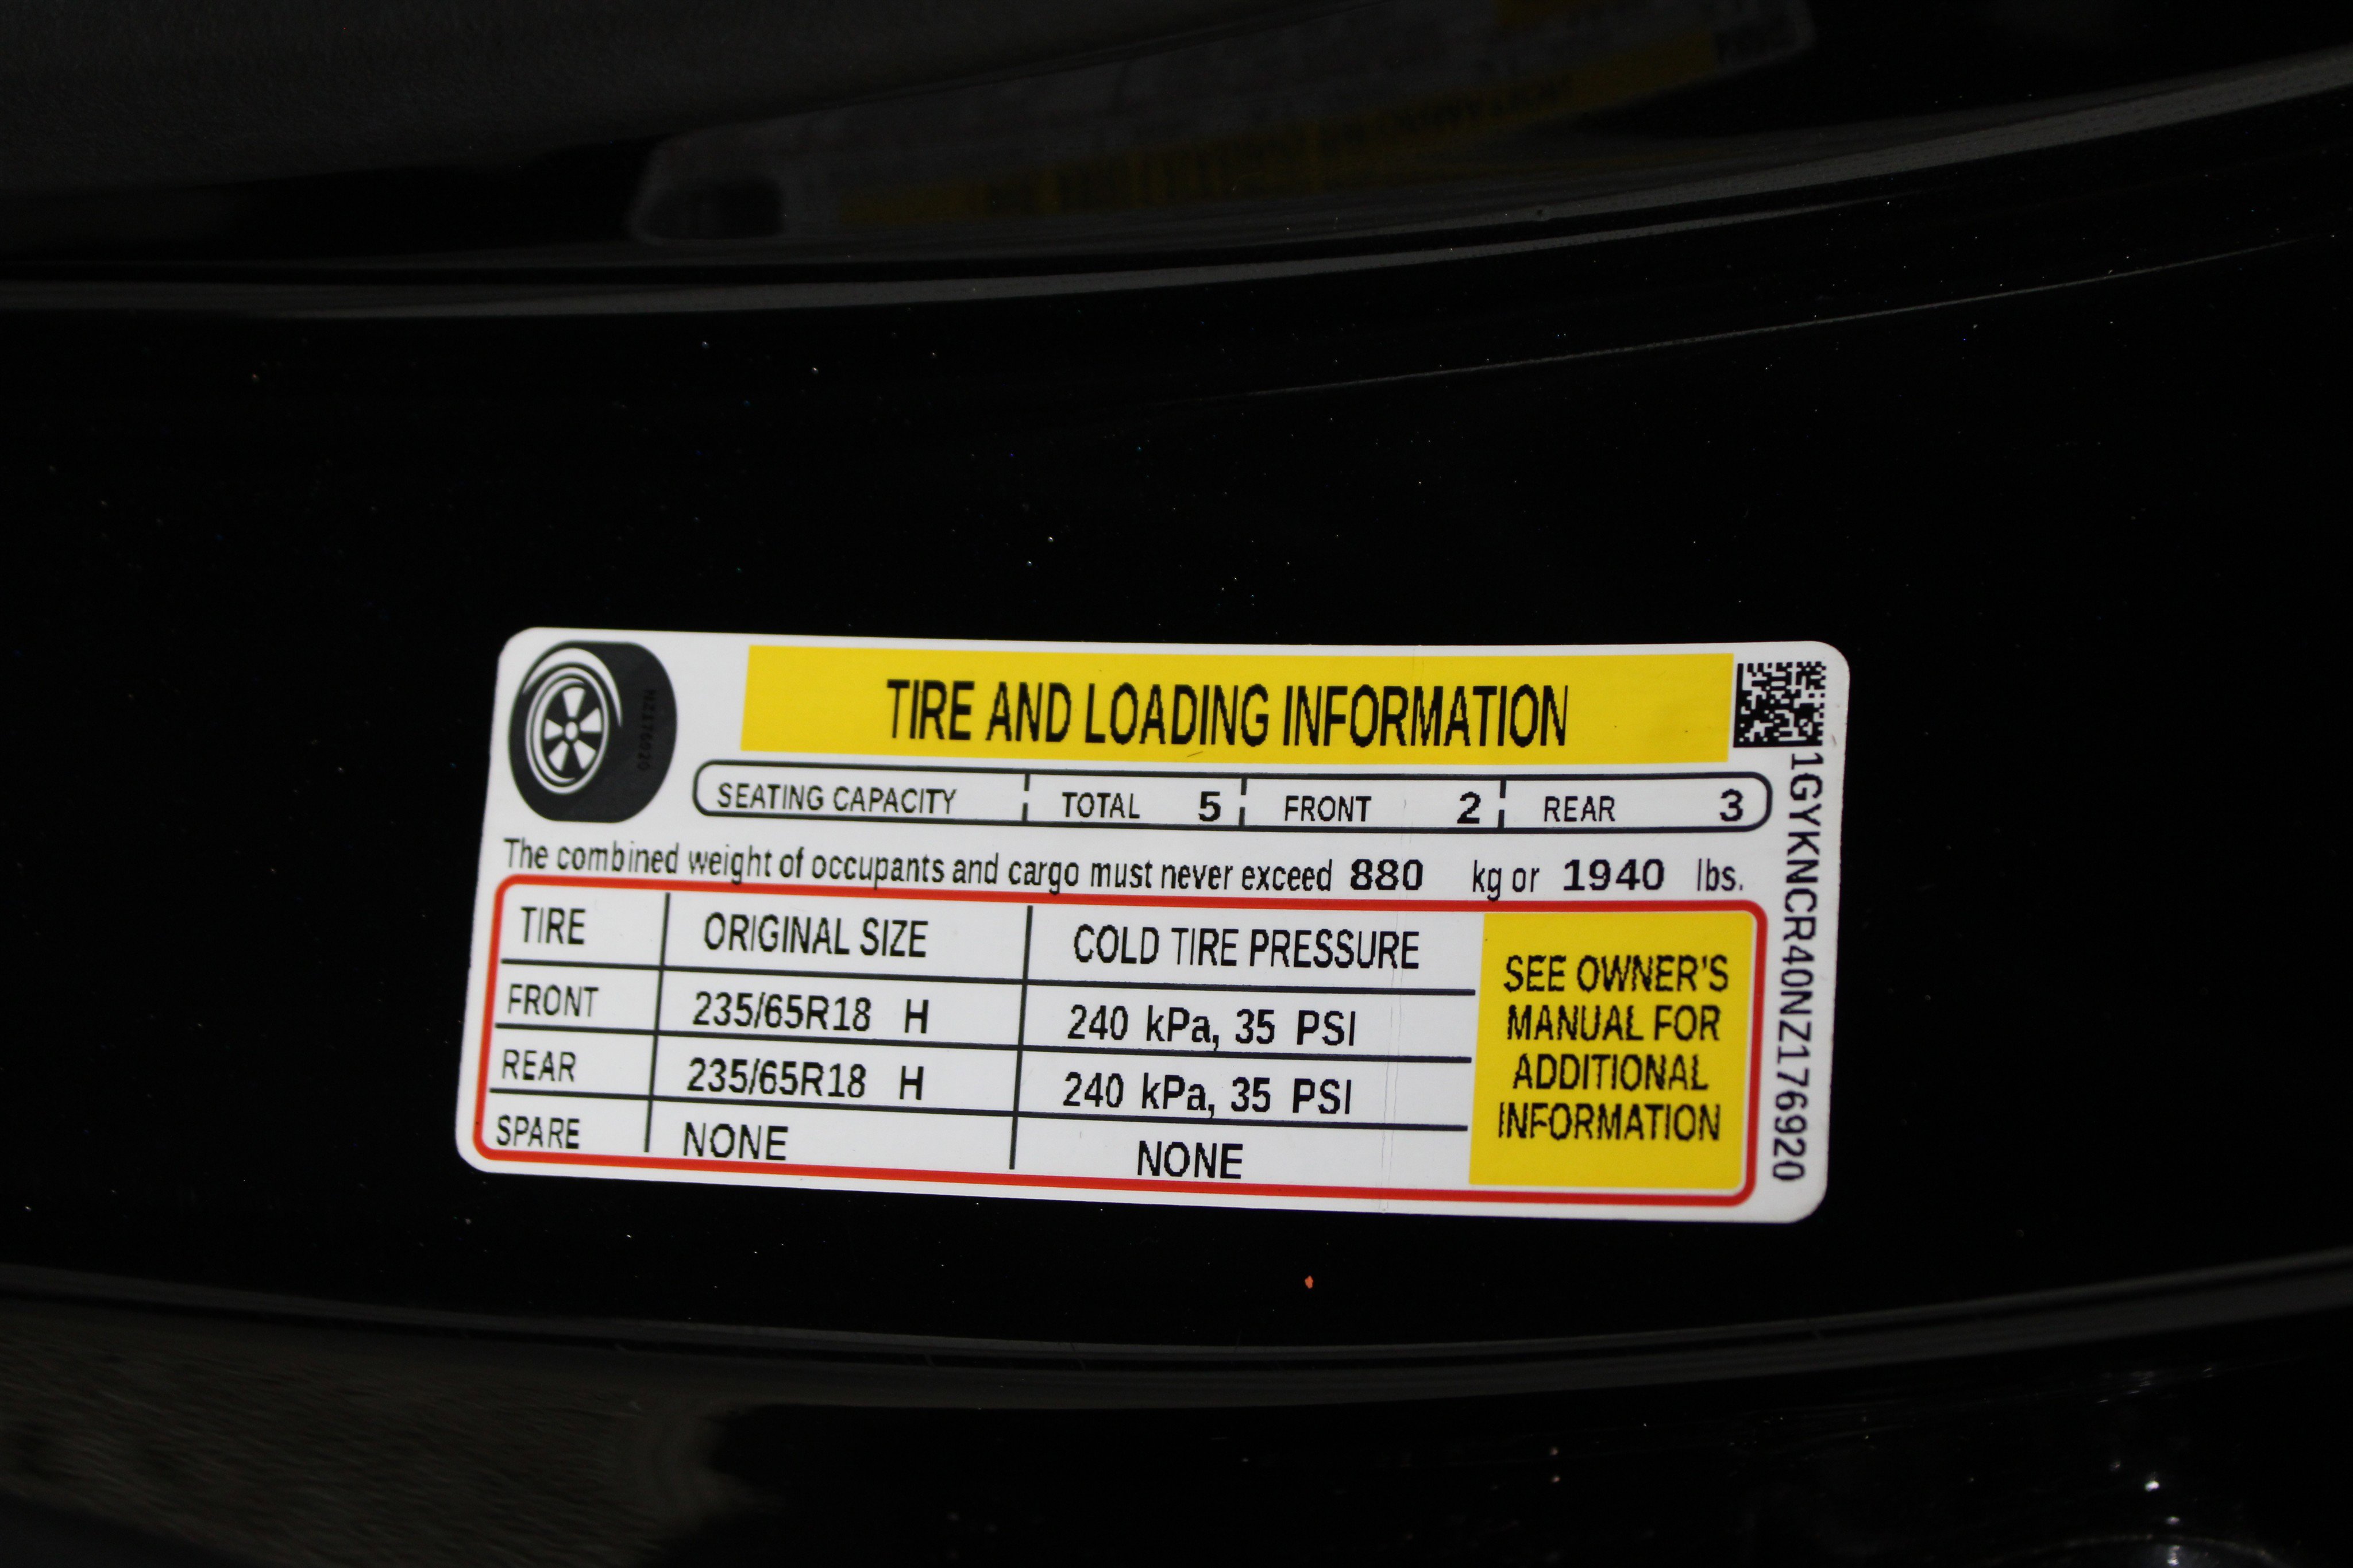 TIRE AND LOADING INFORMATION
SEATING CAPACITY TOTAL 5 FRONT 2 REAR 3
The combined weight of occupants and cargo must never exceed 880 kg or 1940 lbs.
TIRE ORIGINAL SIZE COLD TIRE PRESSURE
FRONT 235/65R18 H 240 kPa, 35 PSI
REAR 235/65R18 H 240 kPa, 35 PSI
SPARE NONE NONE
SEE OWNER'S
MANUAL FOR
ADDITIONAL
INFORMATION
1GYKNCR40NZ176920
NZ176920